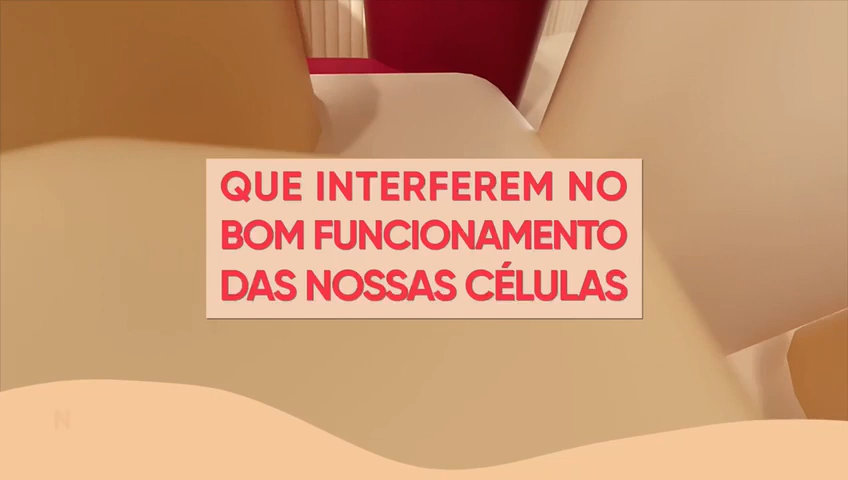 QUE INTERFEREM NO
BOM FUNCIONAMENTO
DAS NOSSAS CÉLULAS
N